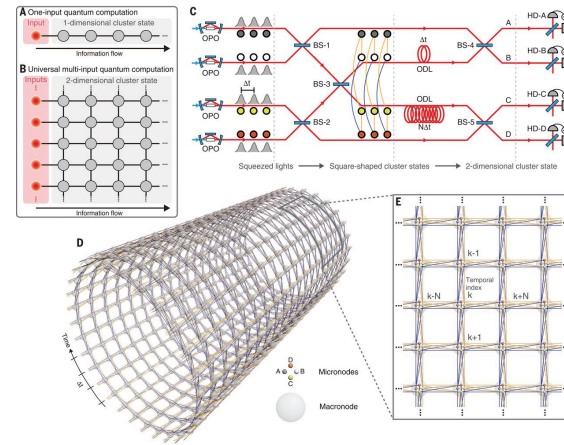 A One-input quantum computation
Input
1-dimensional cluster state
Information flow
B Universal multi-input quantum computation
Inputs
2-dimensional cluster state
Information flow
C
OPO
OPO
OPO
OPO
Δt
BS-1
BS-2
BS-3
Δt
ODL
ODL
NΔt
BS-4
BS-5
A
B
C
D
HD-A
HD-B
HD-C
HD-D
Squeezed lights
Square-shaped cluster states
2-dimensional cluster state
D
Time
Δt
D
A
B
C
Micronodes
Macronode
E
k-1
Temporal
index
k-N
k
k+N
k+1